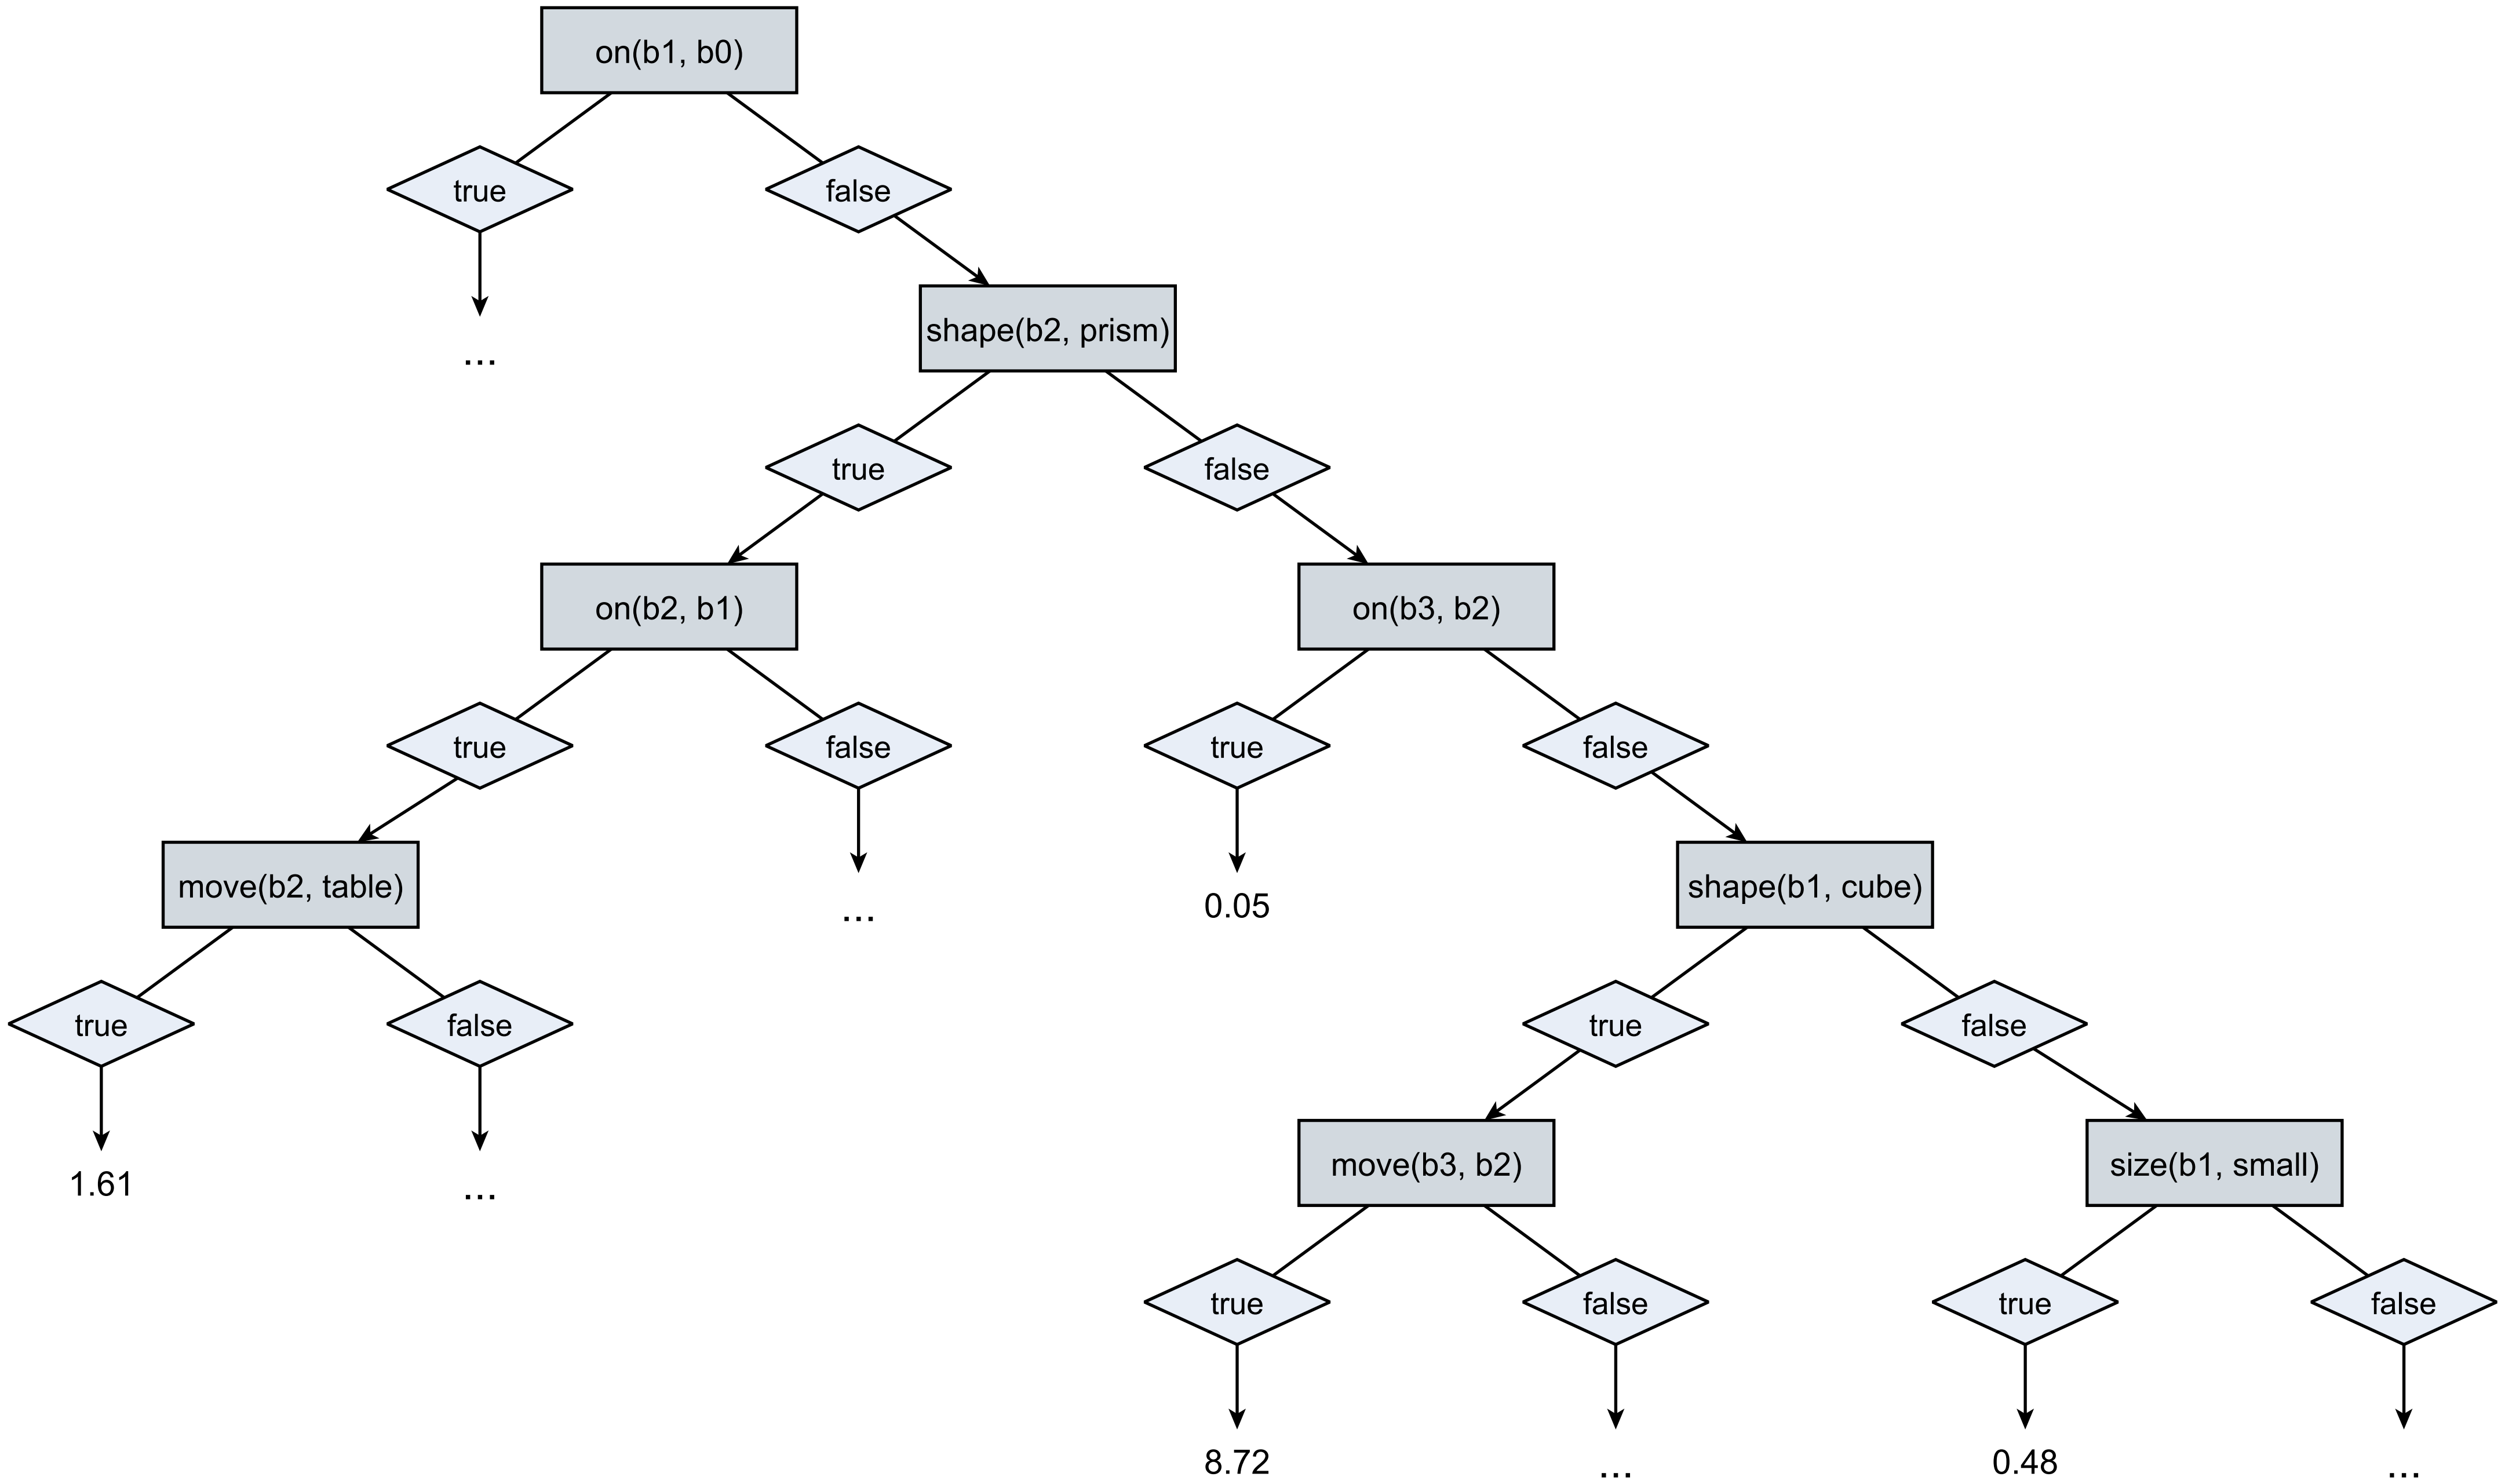 on(b1, b0)
true
false
...
shape(b2, prism)
true
false
on(b2, b1)
on(b3, b2)
true
false
true
false
move(b2, table)
...
0.05
shape(b1, cube)
true
false
true
false
1.61
...
move(b3, b2)
size(b1, small)
true
false
true
false
8.72
...
0.48
...